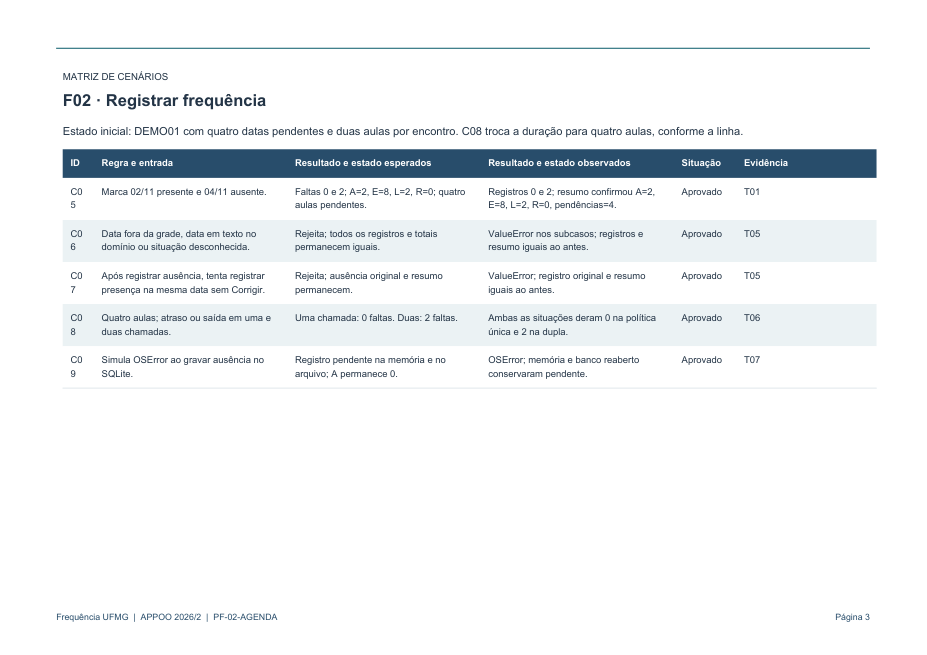 MATRIZ DE CENÁRIOS
F02 · Registrar frequência
Estado inicial: DEMO01 com quatro datas pendentes e duas aulas por encontro. C08 troca a duração para quatro aulas, conforme a linha.
ID Regra e entrada Resultado e estado esperados Resultado e estado observados Situação Evidência
C0 Marca 02/11 presente e 04/11 ausente. Faltas 0 e 2; A=2, E=8, L=2, R=0; quatro Registros 0 e 2; resumo confirmou A=2, Aprovado T01
5 aulas pendentes. E=8, L=2, R=0, pendências=4.
C0 Data fora da grade, data em texto no Rejeita; todos os registros e totais ValueError nos subcasos; registros e Aprovado T05
6 domínio ou situação desconhecida. permanecem iguais. resumo iguais ao antes.
C0 Após registrar ausência, tenta registrar Rejeita; ausência original e resumo ValueError; registro original e resumo Aprovado T05
7 presença na mesma data sem Corrigir. permanecem. iguais ao antes.
C0 Quatro aulas; atraso ou saída em uma e Uma chamada: 0 faltas. Duas: 2 faltas. Ambas as situações deram 0 na política Aprovado T06
8 duas chamadas. única e 2 na dupla.
C0 Simula OSError ao gravar ausência no Registro pendente na memória e no OSError; memória e banco reaberto Aprovado T07
9 SQLite. arquivo; A permanece 0. conservaram pendente.
Frequência UFMG | APPOO 2026/2 | PF-02-AGENDA Página 3